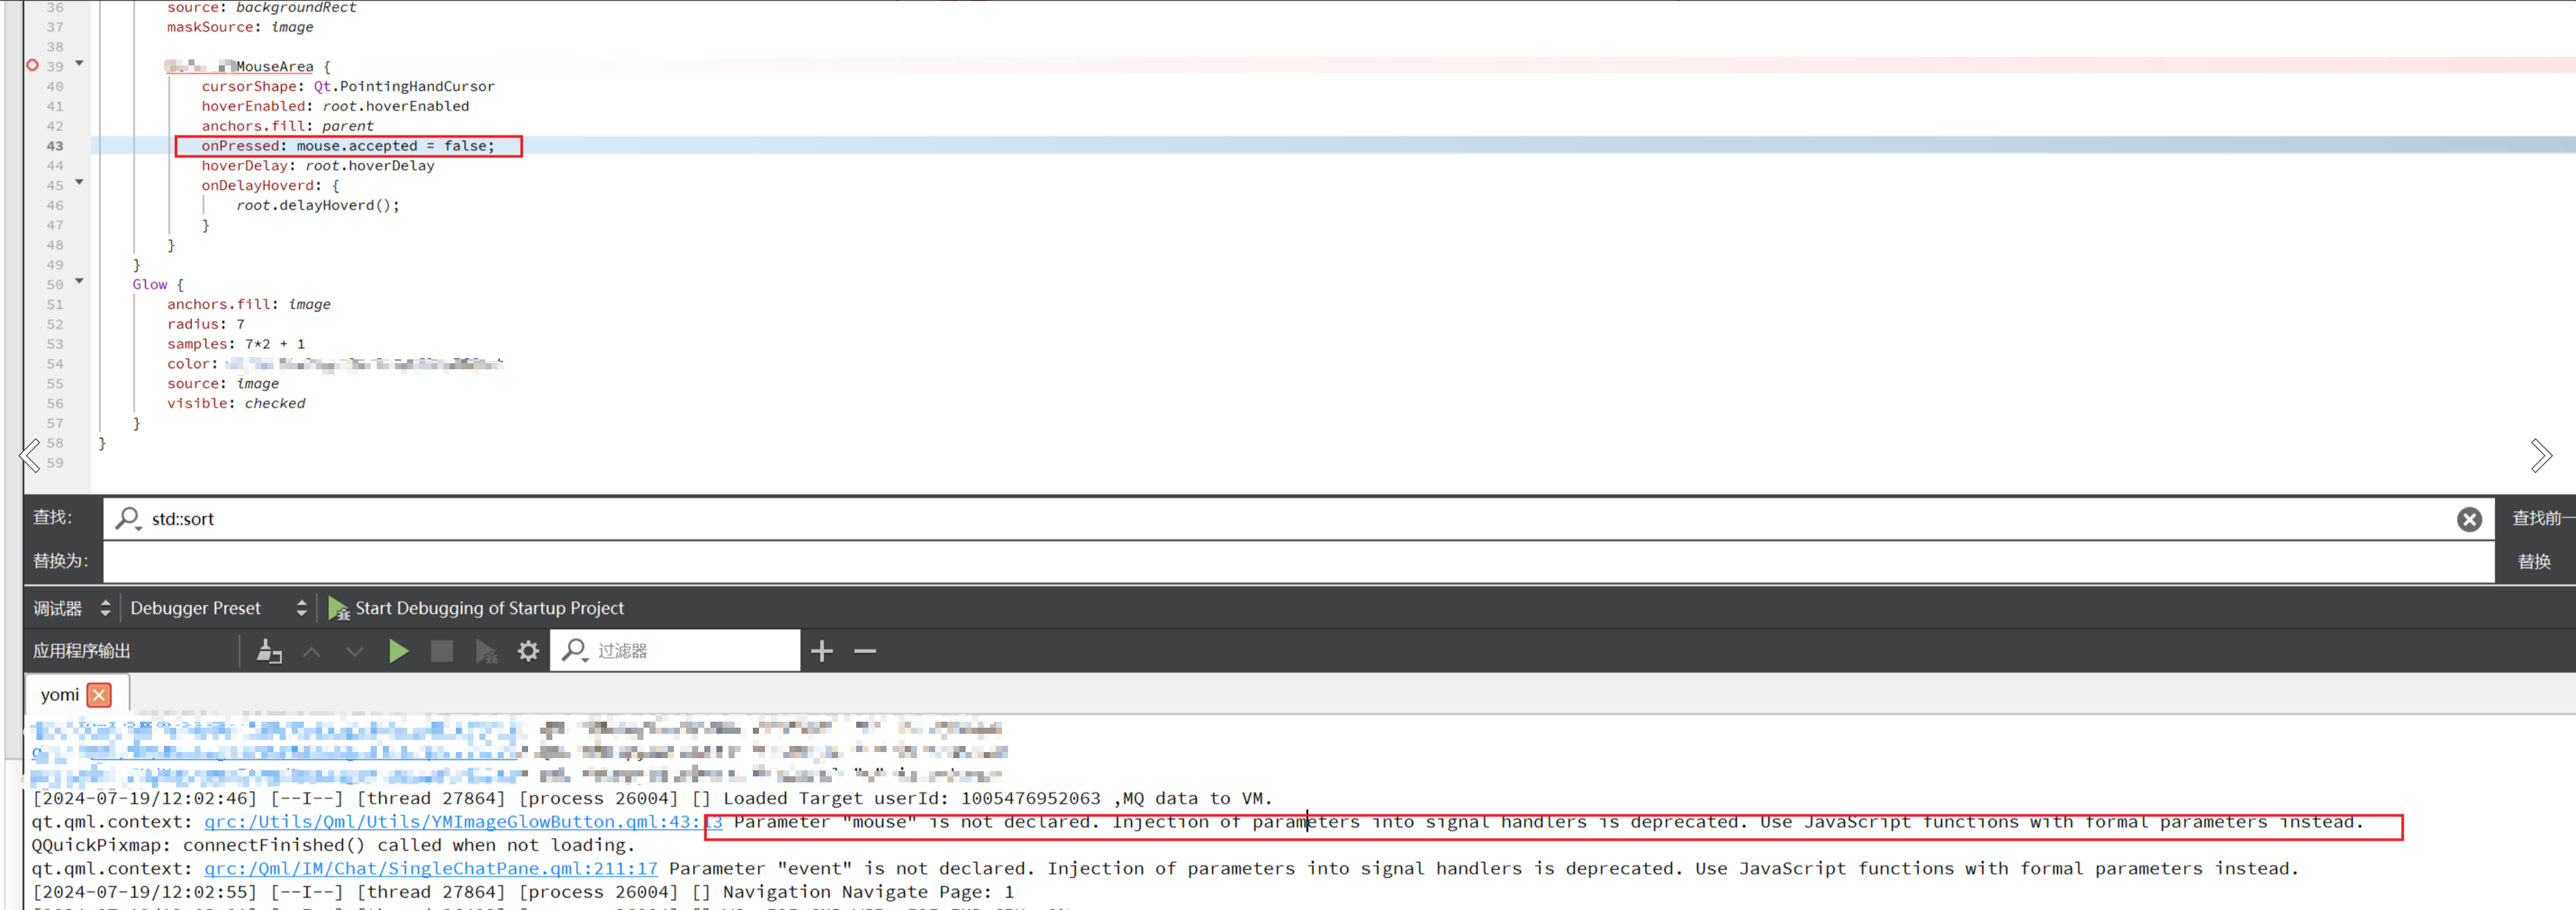 36 source: backgroundRect
37 maskSource: image
38
39 MouseArea {
40 cursorShape: Qt.PointingHandCursor
41 hoverEnabled: root.hoverEnabled
42 anchors.fill: parent
43 onPressed: mouse.accepted = false;
44 hoverDelay: root.hoverDelay
45 onDelayHoverd: {
46 root.delayHoverd();
47 }
48 }
49 }
50 Glow {
51 anchors.fill: image
52 radius: 7
53 samples: 7*2 + 1
54 color:
55 source: image
56 visible: checked
57 }
58 }
59
查找: std::sort 查找前一
替换为: 替换
调试器 Debugger Preset Start Debugging of Startup Project
应用程序输出 过滤器
yomi
[2024-07-19/12:02:46] [--I--] [thread 27864] [process 26004] [] Loaded Target userId: 1005476952063 ,MQ data to VM.
qt.qml.context: qrc:/Utils/Qml/Utils/YMImageGlowButton.qml:43:13 Parameter "mouse" is not declared. Injection of parameters into signal handlers is deprecated. Use JavaScript functions with formal parameters instead.
QQuickPixmap: connectFinished() called when not loading.
qt.qml.context: qrc:/Qml/IM/Chat/SingleChatPane.qml:211:17 Parameter "event" is not declared. Injection of parameters into signal handlers is deprecated. Use JavaScript functions with formal parameters instead.
[2024-07-19/12:02:55] [--I--] [thread 27864] [process 26004] [] Navigation Navigate Page: 1